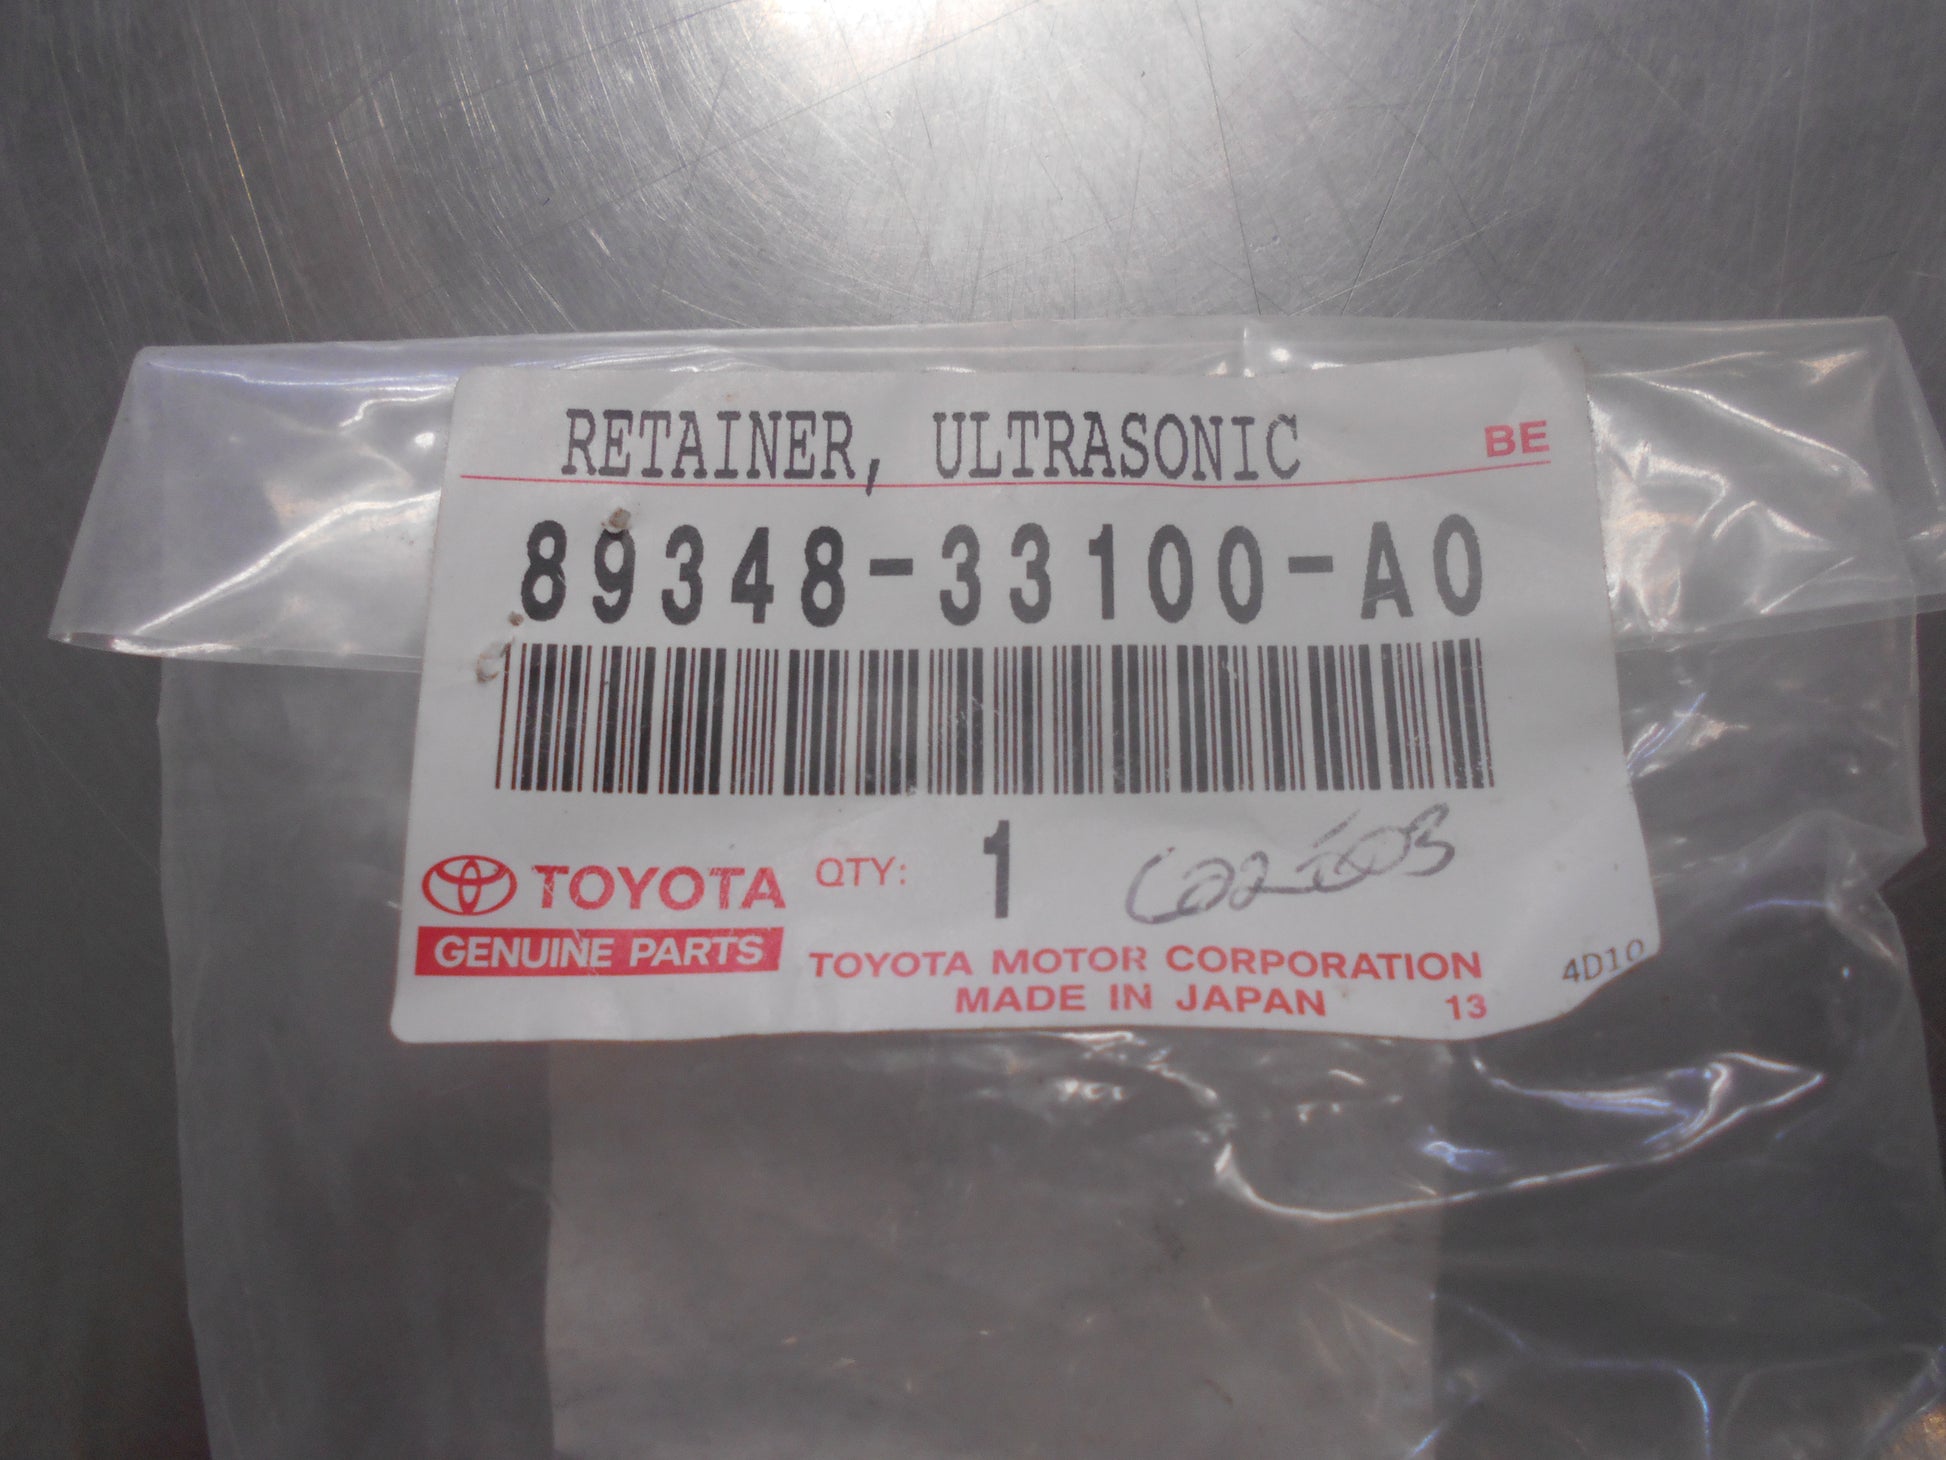 RETAINER, ULTRASONIC BE
89348-33100-A0
TOYOTA QTY: 1
GENUINE PARTS
TOYOTA MOTOR CORPORATION 4D10
MADE IN JAPAN 13